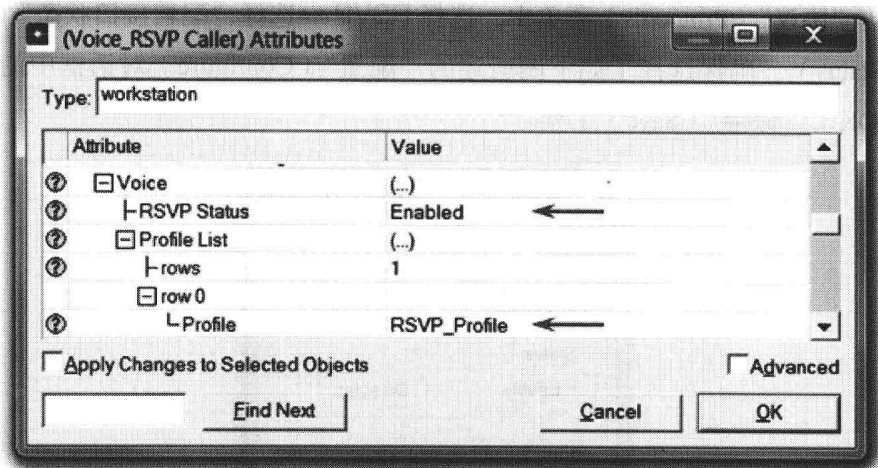 (Voice_RSVP Caller) Attributes
Type: workstation
Attribute Value
Voice (...)
RSVP Status Enabled
Profile List (...)
rows 1
row 0
Profile RSVP_Profile
Apply Changes to Selected Objects
Advanced
Find Next Cancel OK